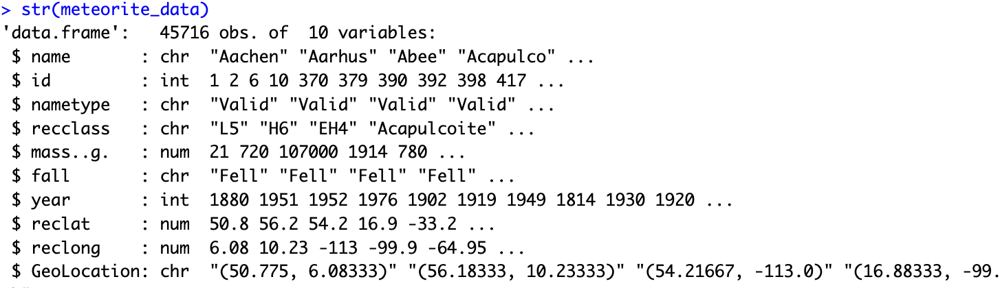 > str(meteorite_data)
'data.frame':   45716 obs. of  10 variables:
 $ name       : chr  "Aachen" "Aarhus" "Abee" "Acapulco" ...
 $ id         : int  1 2 6 10 370 379 390 392 398 417 ...
 $ nametype   : chr  "Valid" "Valid" "Valid" "Valid" ...
 $ recclass   : chr  "L5" "H6" "EH4" "Acapulcoite" ...
 $ mass..g.   : num  21 720 107000 1914 780 ...
 $ fall       : chr  "Fell" "Fell" "Fell" "Fell" ...
 $ year       : int  1880 1951 1952 1976 1902 1919 1949 1814 1930 1920 ...
 $ reclat     : num  50.8 56.2 54.2 16.9 -33.2 ...
 $ reclong    : num  6.08 10.23 -113 -99.9 -64.95 ...
 $ GeoLocation: chr  "(50.775, 6.08333)" "(56.18333, 10.23333)" "(54.21667, -113.0)" "(16.88333, -99.